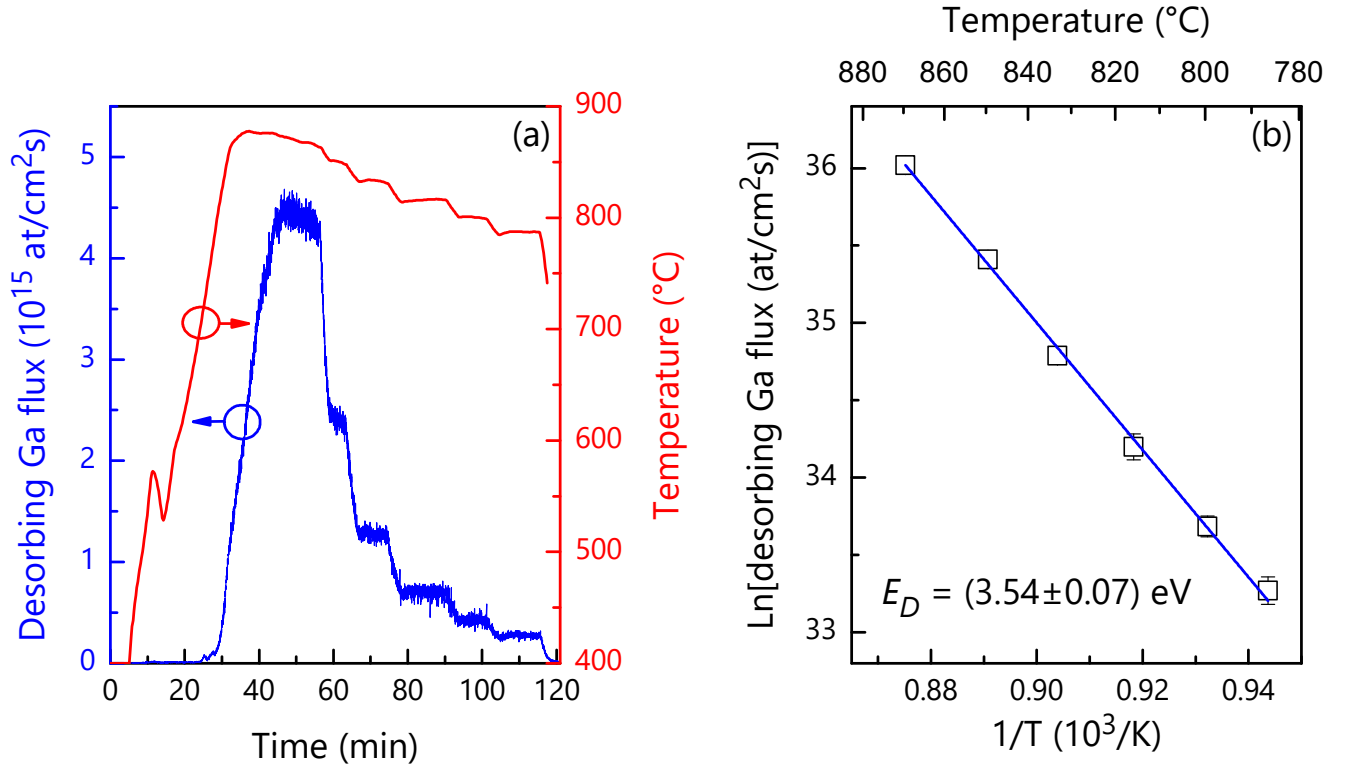 Temperature (°C)
880 860 840 820 800 780
(a)
(b)
Desorbing Ga flux (10¹⁵ at/cm²s)
5
4
3
2
1
0
900
800
700
600
500
400
Temperature (°C)
0 20 40 60 80 100 120
Time (min)
Ln[desorbing Ga flux (at/cm²s)]
36
35
34
33
E_D = (3.54±0.07) eV
0.88 0.90 0.92 0.94
1/T (10³/K)